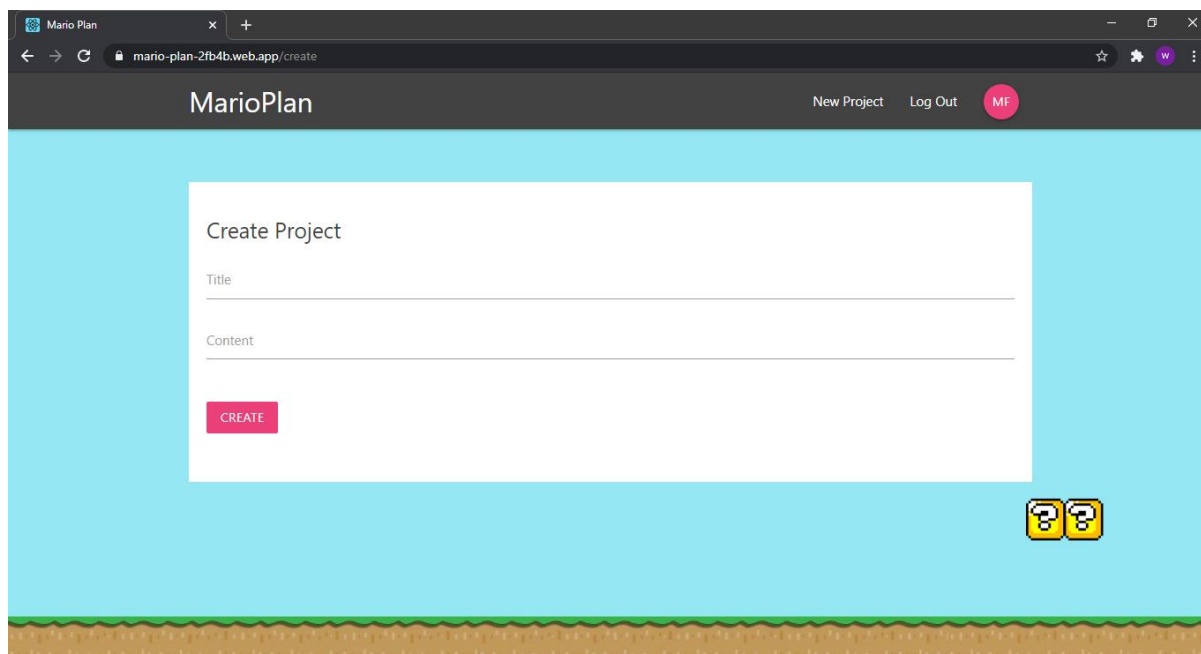 Mario Plan
mario-plan-2fb4b.web.app/create
W
MarioPlan
New Project Log Out MF
Create Project
Title
Content
CREATE
? ?